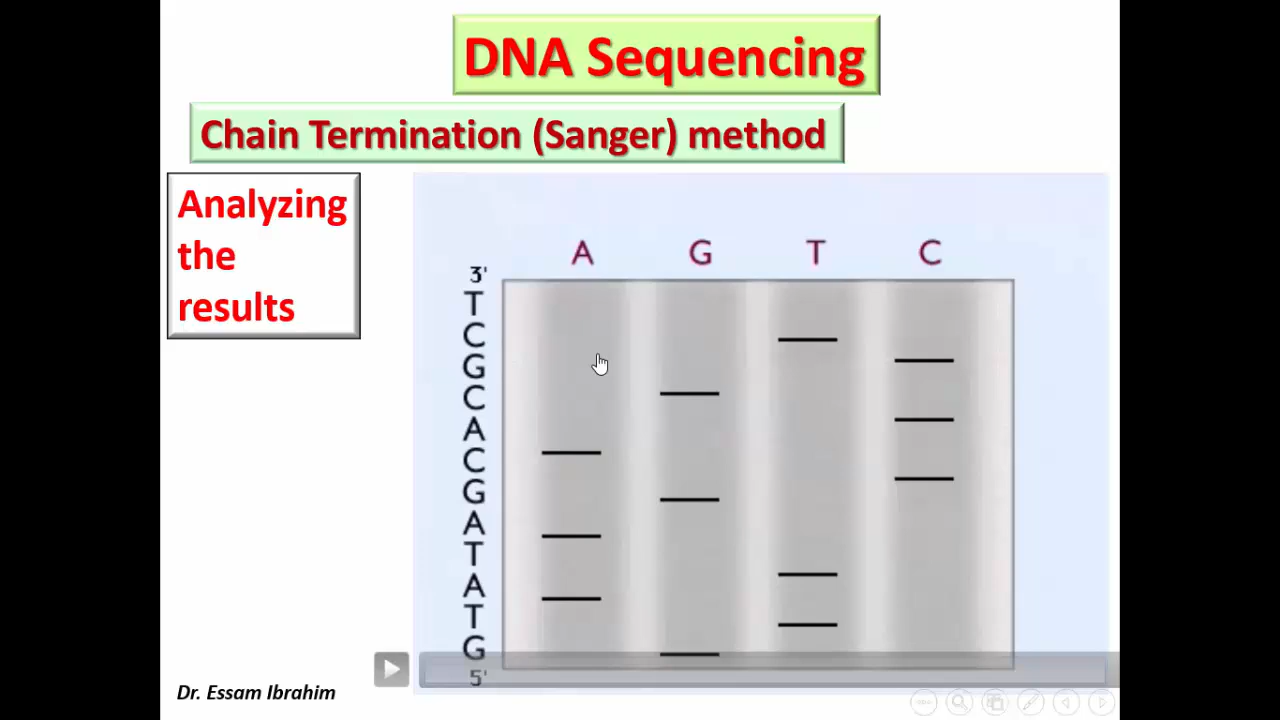 DNA Sequencing
Chain Termination (Sanger) method
Analyzing
the
results
A G T C
3'
T
C
G
C
A
C
G
A
T
A
T
G
5'
Dr. Essam Ibrahim